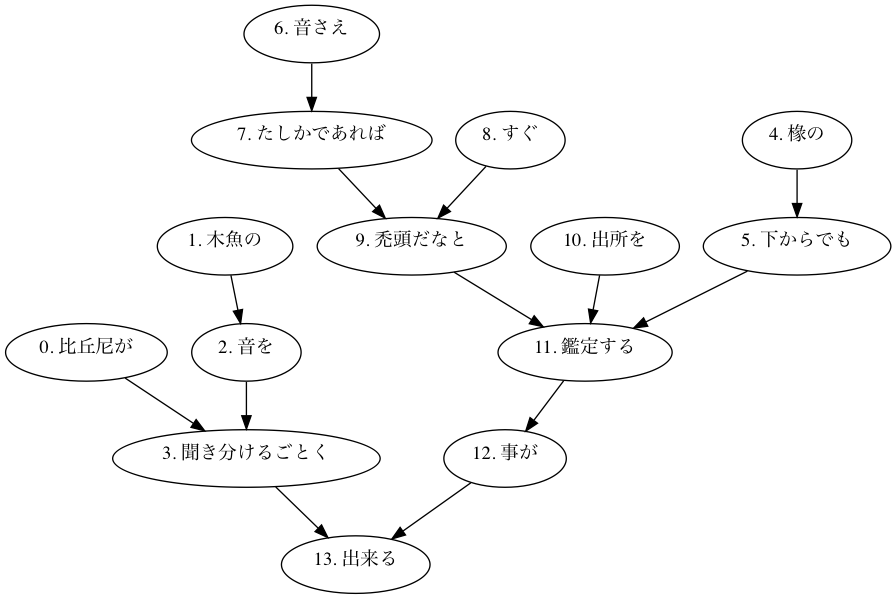 6. 音さえ
7. たしかであれば
8. すぐ
4. 椽の
1. 木魚の
9. 禿頭だなと
10. 出所を
5. 下からでも
0. 比丘尼が
2. 音を
11. 鑑定する
3. 聞き分けるごとく
12. 事が
13. 出来る